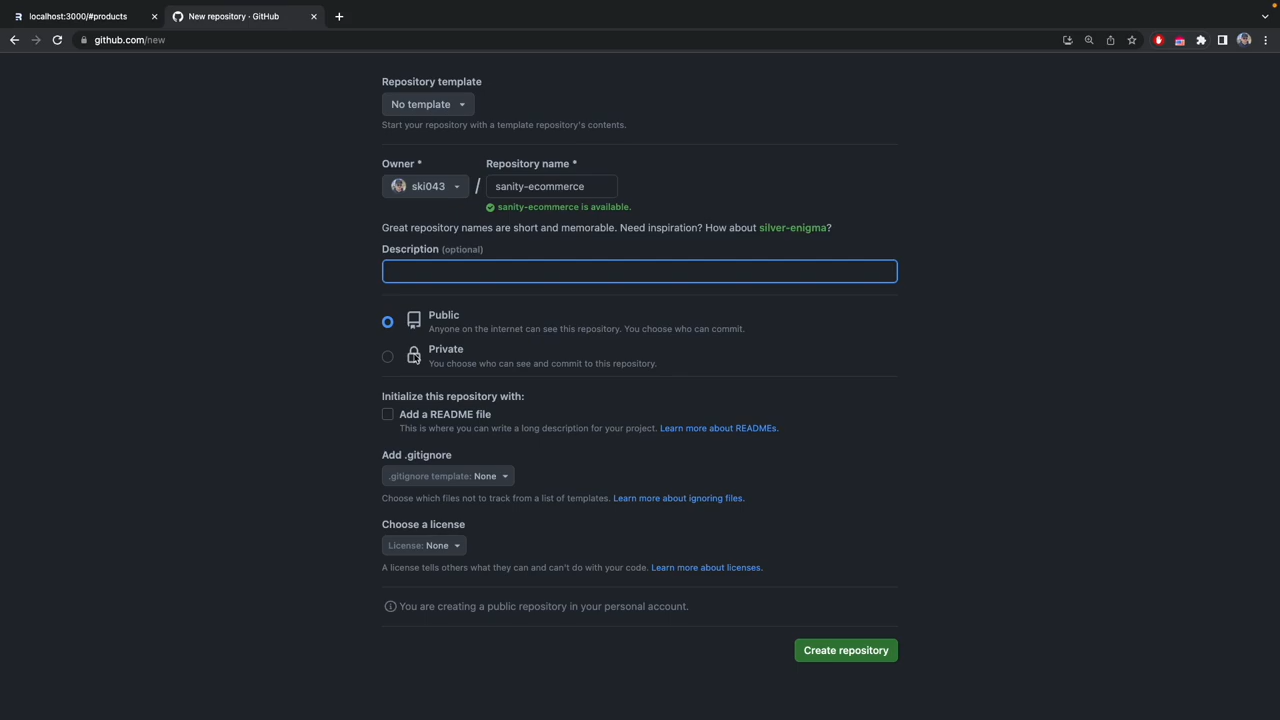 localhost:3000/#products
New repository · GitHub
github.com/new
Repository template
No template
Start your repository with a template repository's contents.
Owner *
Repository name *
ski043
/
sanity-ecommerce
sanity-ecommerce is available.
Great repository names are short and memorable. Need inspiration? How about silver-enigma?
Description (optional)
Public
Anyone on the internet can see this repository. You choose who can commit.
Private
You choose who can see and commit to this repository.
Initialize this repository with:
Add a README file
This is where you can write a long description for your project. Learn more about READMEs.
Add .gitignore
.gitignore template: None
Choose which files not to track from a list of templates. Learn more about ignoring files.
Choose a license
License: None
A license tells others what they can and can't do with your code. Learn more about licenses.
You are creating a public repository in your personal account.
Create repository